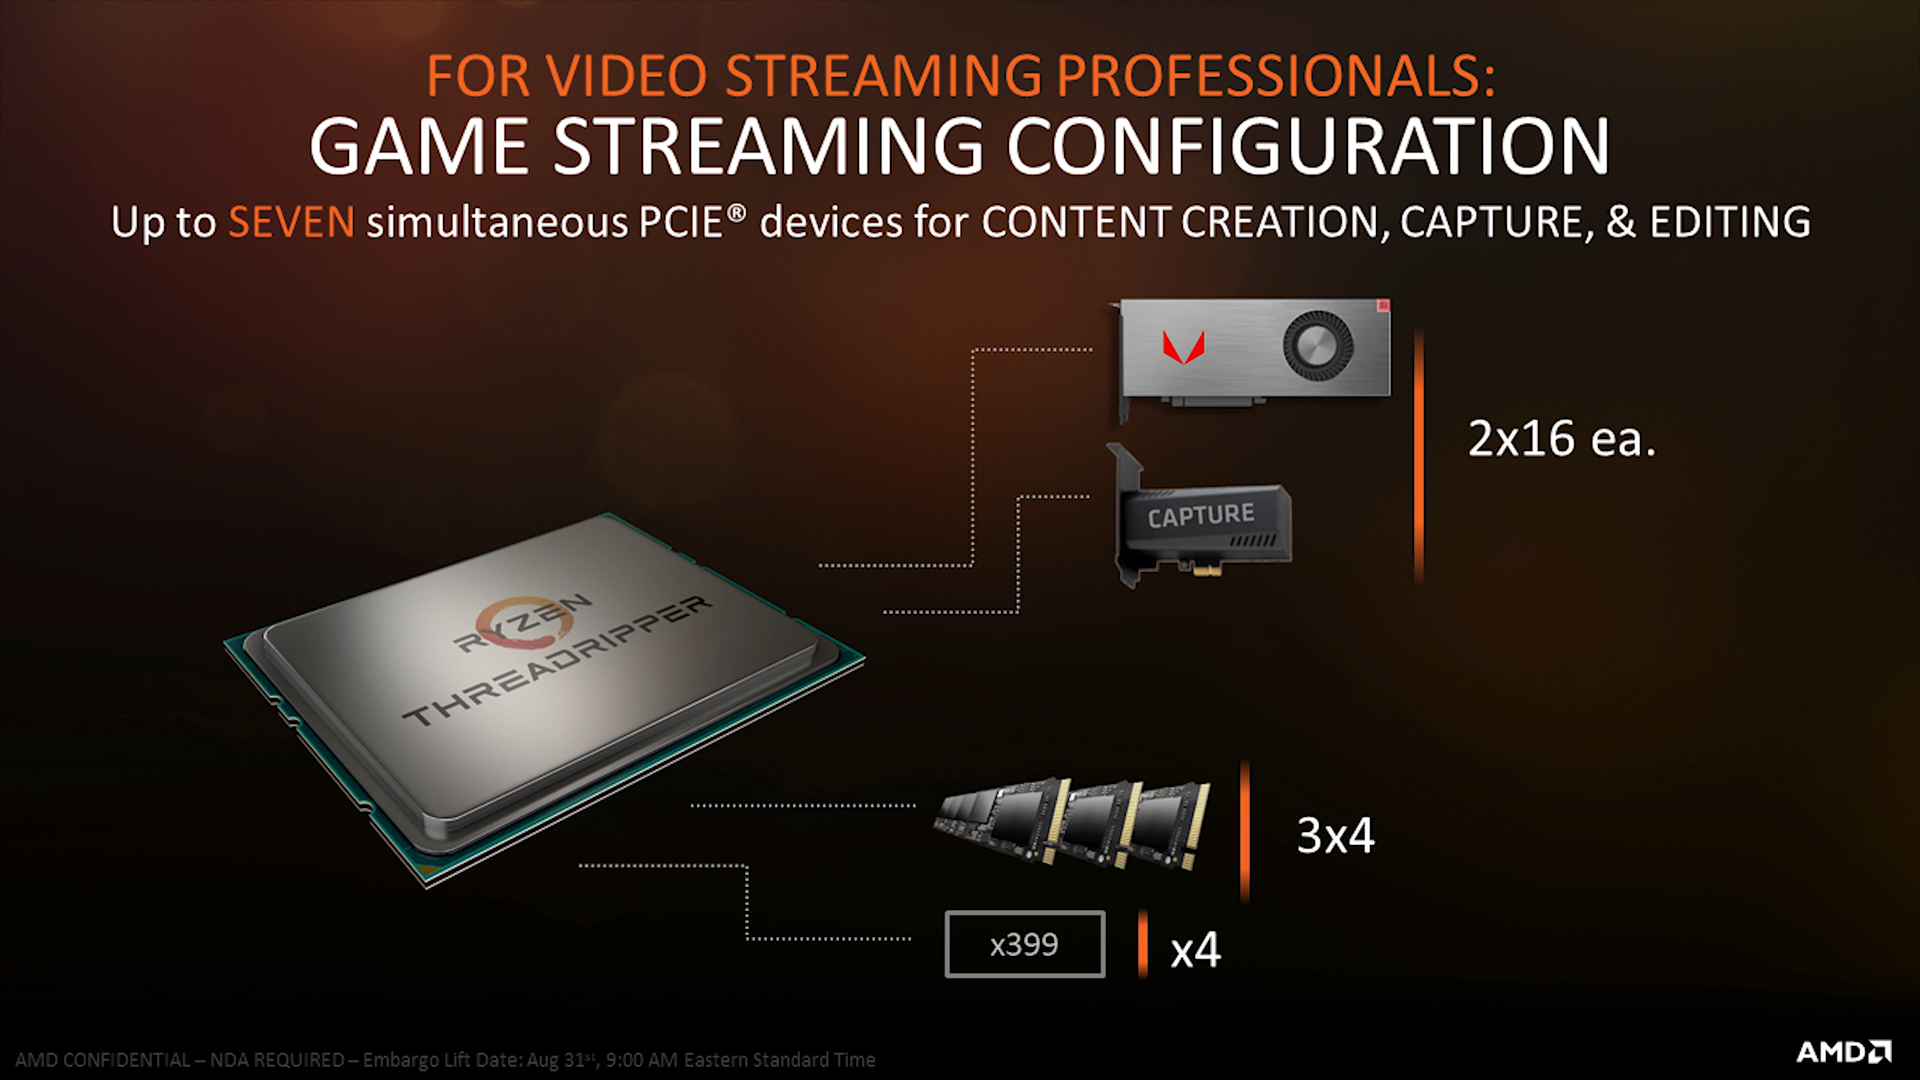 FOR VIDEO STREAMING PROFESSIONALS:
GAME STREAMING CONFIGURATION
Up to SEVEN simultaneous PCIE® devices for CONTENT CREATION, CAPTURE, & EDITING
2x16 ea.
CAPTURE
RYZEN
THREADRIPPER
3x4
x399
x4
AMD CONFIDENTIAL – NDA REQUIRED – Embargo Lift Date: Aug 31st, 9:00 AM Eastern Standard Time
AMD